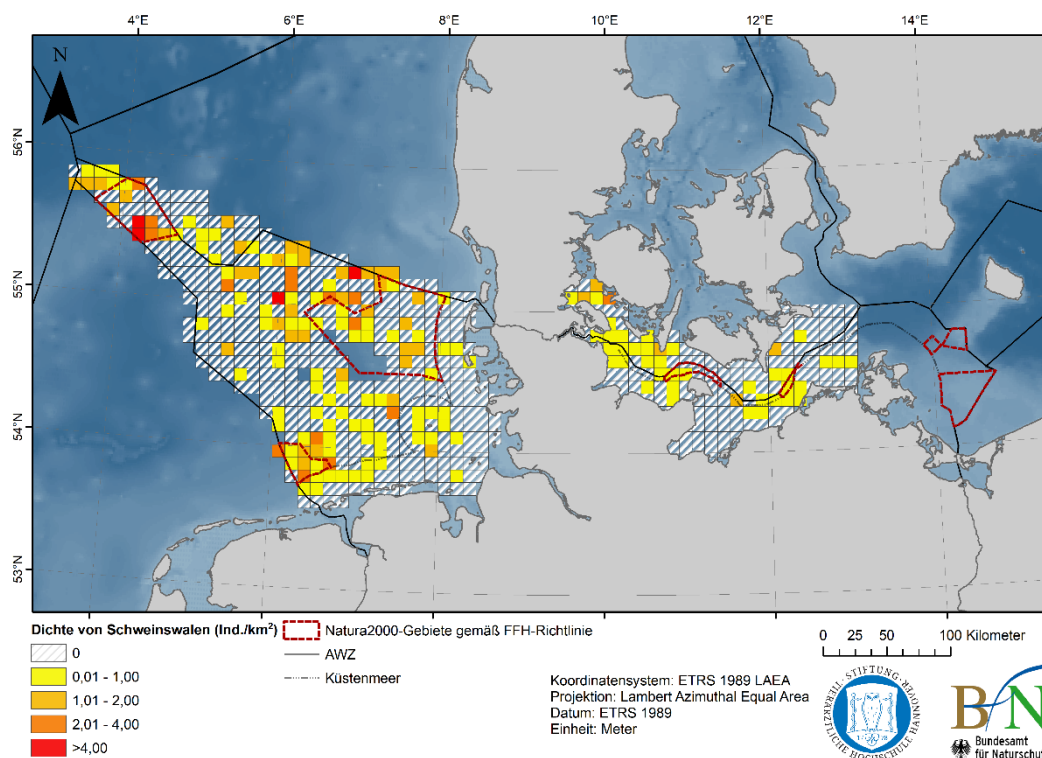 4°E
6°E
8°E
10°E
12°E
14°E
N
56°N
55°N
54°N
53°N
Dichte von Schweinswalen (Ind./km²)
0
0,01 - 1,00
1,01 - 2,00
2,01 - 4,00
>4,00
Natura2000-Gebiete gemäß FFH-Richtlinie
AWZ
Küstenmeer
Koordinatensystem: ETRS 1989 LAEA
Projektion: Lambert Azimuthal Equal Area
Datum: ETRS 1989
Einheit: Meter
0 25 50 100 Kilometer
STIFTUNG
TIERÄRZTLICHE HOCHSCHULE HANNOVER
BfN
Bundesamt
für Naturschu